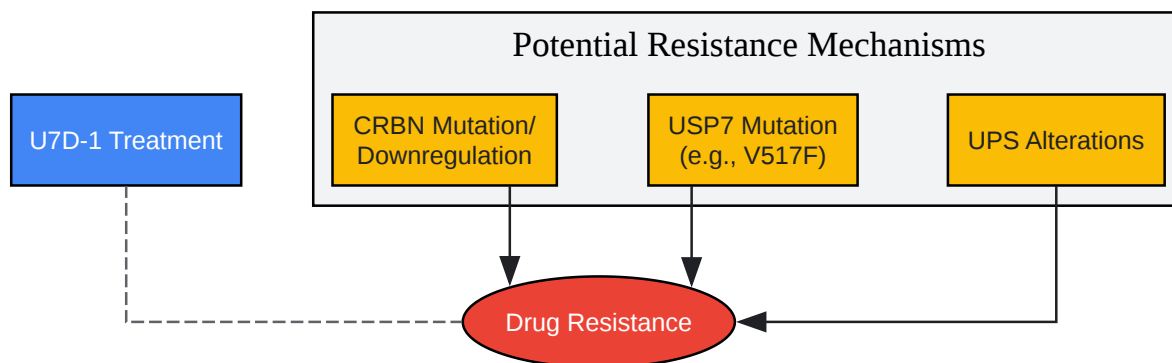 Potential Resistance Mechanisms
U7D-1 Treatment
CRBN Mutation/
Downregulation
USP7 Mutation
(e.g., V517F)
UPS Alterations
Drug Resistance